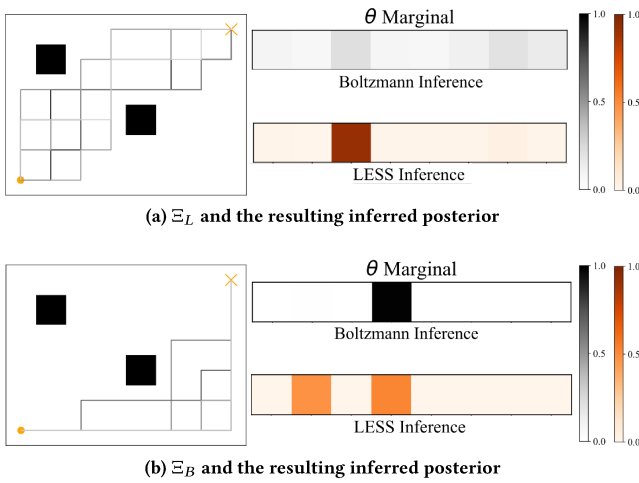 θ Marginal
Boltzmann Inference
LESS Inference
1.0
0.5
0.0
1.0
0.5
0.0
(a) Ξ_L and the resulting inferred posterior
θ Marginal
Boltzmann Inference
LESS Inference
1.0
0.5
0.0
1.0
0.5
0.0
(b) Ξ_B and the resulting inferred posterior